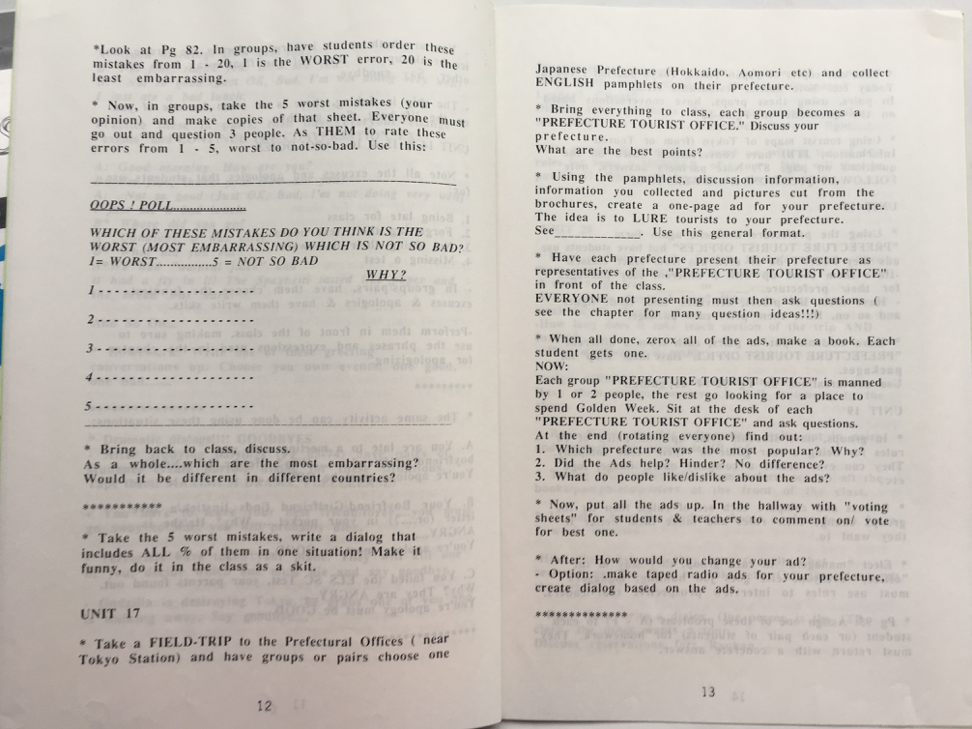 *Look at Pg 82. In groups, have students order these
mistakes from 1 - 20, 1 is the WORST error, 20 is the
least embarrassing.
* Now, in groups, take the 5 worst mistakes (your
opinion) and make copies of that sheet. Everyone must
go out and question 3 people. As THEM to rate these
errors from 1 - 5, worst to not-so-bad. Use this:
OOPS ! POLL......................
WHICH OF THESE MISTAKES DO YOU THINK IS THE
WORST (MOST EMBARRASSING) WHICH IS NOT SO BAD?
1= WORST...............5 = NOT SO BAD
WHY?
1 - - - - - - - - - - - - - - - - - - - -
2 - - - - - - - - - - - - - - - - - - - -
3 - - - - - - - - - - - - - - - - - - - -
4 - - - - - - - - - - - - - - - - - - - -
5 - - - - - - - - - - - - - - - - - - - -
* Bring back to class, discuss.
As a whole....which are the most embarrassing?
Would it be different in different countries?
***********
* Take the 5 worst mistakes, write a dialog that
includes ALL % of them in one situation! Make it
funny, do it in the class as a skit.
UNIT 17
* Take a FIELD-TRIP to the Prefectural Offices ( near
Tokyo Station) and have groups or pairs choose one
12
Japanese Prefecture (Hokkaido, Aomori etc) and collect
ENGLISH pamphlets on their prefecture.
* Bring everything to class, each group becomes a
"PREFECTURE TOURIST OFFICE." Discuss your
prefecture.
What are the best points?
* Using the pamphlets, discussion information,
information you collected and pictures cut from the
brochures, create a one-page ad for your prefecture.
The idea is to LURE tourists to your prefecture.
See_____________. Use this general format.
* Have each prefecture present their prefecture as
representatives of the ,"PREFECTURE TOURIST OFFICE"
in front of the class.
EVERYONE not presenting must then ask questions (
see the chapter for many question ideas!!!)
* When all done, zerox all of the ads, make a book. Each
student gets one.
NOW:
Each group "PREFECTURE TOURIST OFFICE" is manned
by 1 or 2 people, the rest go looking for a place to
spend Golden Week. Sit at the desk of each
"PREFECTURE TOURIST OFFICE" and ask questions.
At the end (rotating everyone) find out:
1. Which prefecture was the most popular? Why?
2. Did the Ads help? Hinder? No difference?
3. What do people like/dislike about the ads?
* Now, put all the ads up. In the hallway with "voting
sheets" for students & teachers to comment on/ vote
for best one.
* After: How would you change your ad?
- Option: .make taped radio ads for your prefecture,
create dialog based on the ads.
*************
13